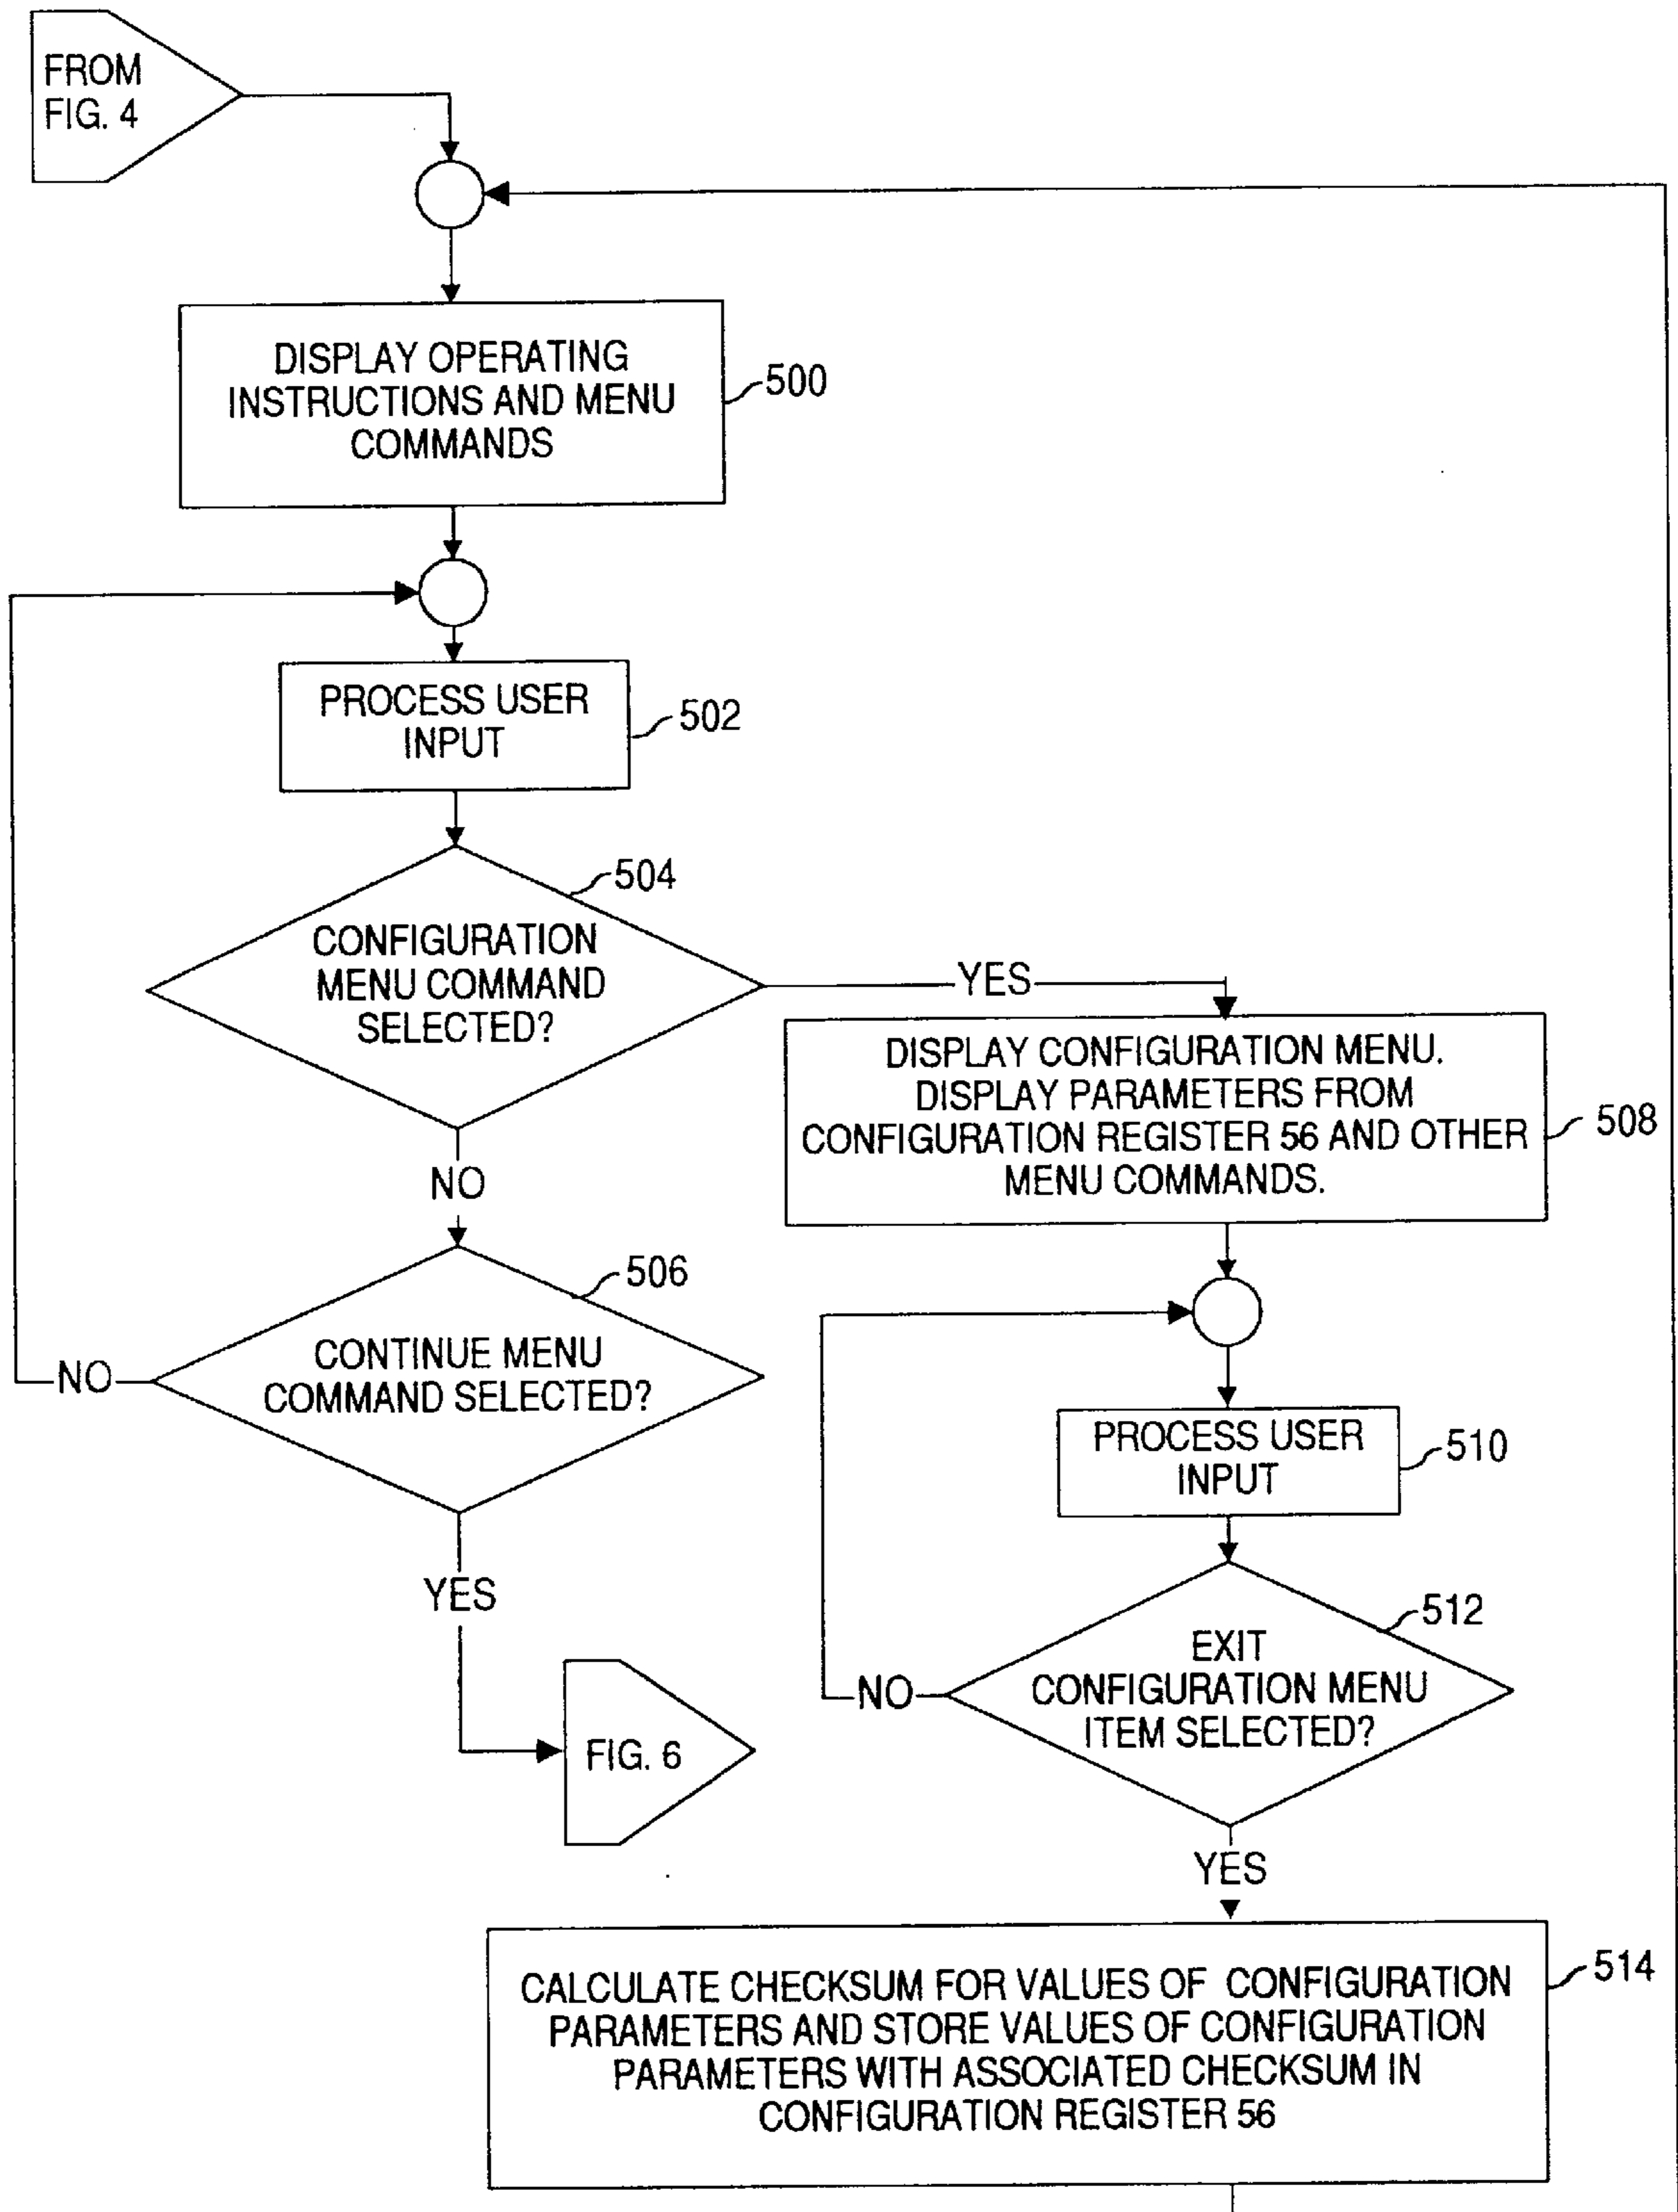 FROM
FIG. 4
DISPLAY OPERATING
INSTRUCTIONS AND MENU
COMMANDS
500
PROCESS USER
INPUT
502
504
CONFIGURATION
MENU COMMAND
SELECTED?
YES
NO
DISPLAY CONFIGURATION MENU.
DISPLAY PARAMETERS FROM
CONFIGURATION REGISTER 56 AND OTHER
MENU COMMANDS.
508
506
CONTINUE MENU
COMMAND SELECTED?
NO
YES
FIG. 6
PROCESS USER
INPUT
510
512
EXIT
CONFIGURATION MENU
ITEM SELECTED?
NO
YES
CALCULATE CHECKSUM FOR VALUES OF CONFIGURATION
PARAMETERS AND STORE VALUES OF CONFIGURATION
PARAMETERS WITH ASSOCIATED CHECKSUM IN
CONFIGURATION REGISTER 56
514